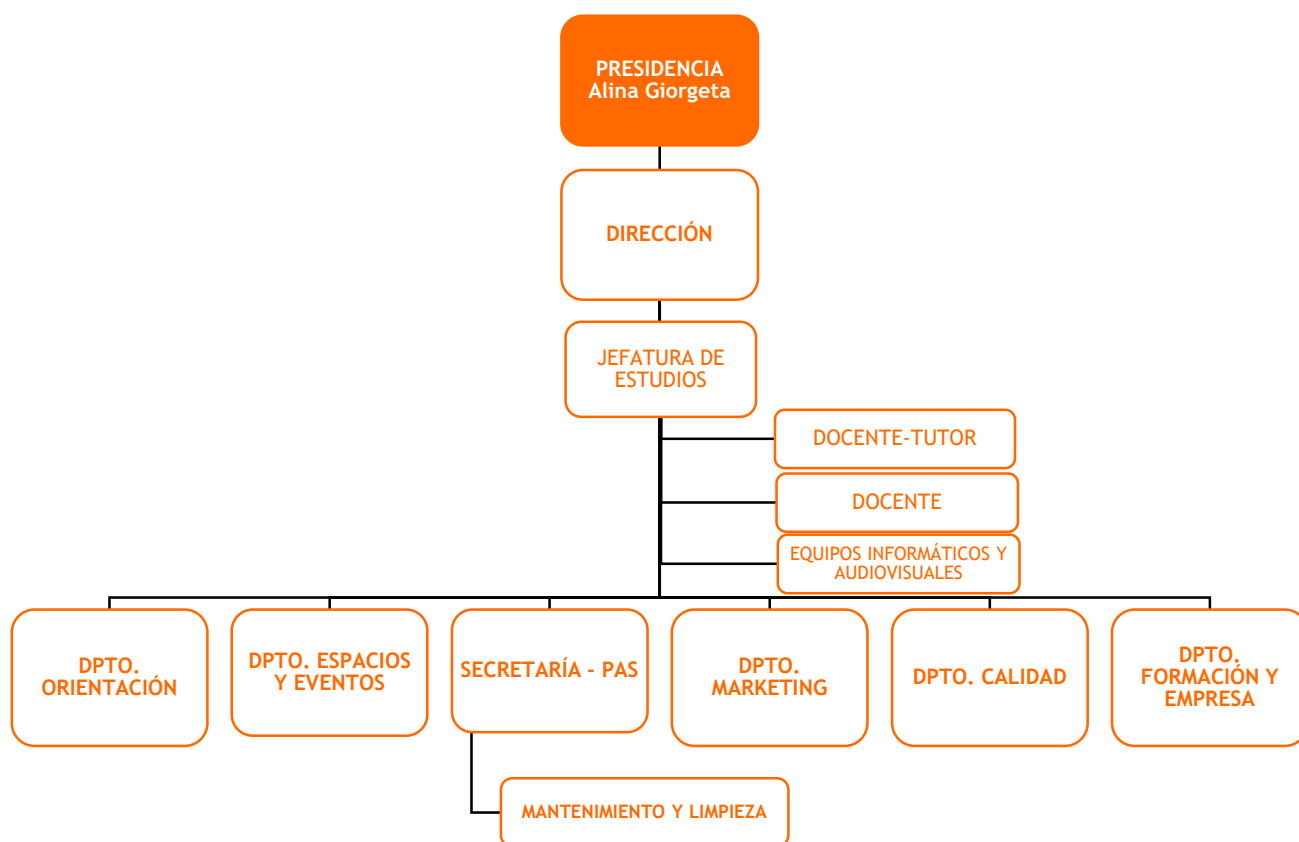 PRESIDENCIA
Alina Giorgeta
DIRECCIÓN
JEFATURA DE
ESTUDIOS
DOCENTE-TUTOR
DOCENTE
EQUIPOS INFORMÁTICOS Y
AUDIOVISUALES
DPTO.
ORIENTACIÓN
DPTO. ESPACIOS
Y EVENTOS
SECRETARÍA - PAS
DPTO.
MARKETING
DPTO. CALIDAD
DPTO.
FORMACIÓN Y
EMPRESA
MANTENIMIENTO Y LIMPIEZA